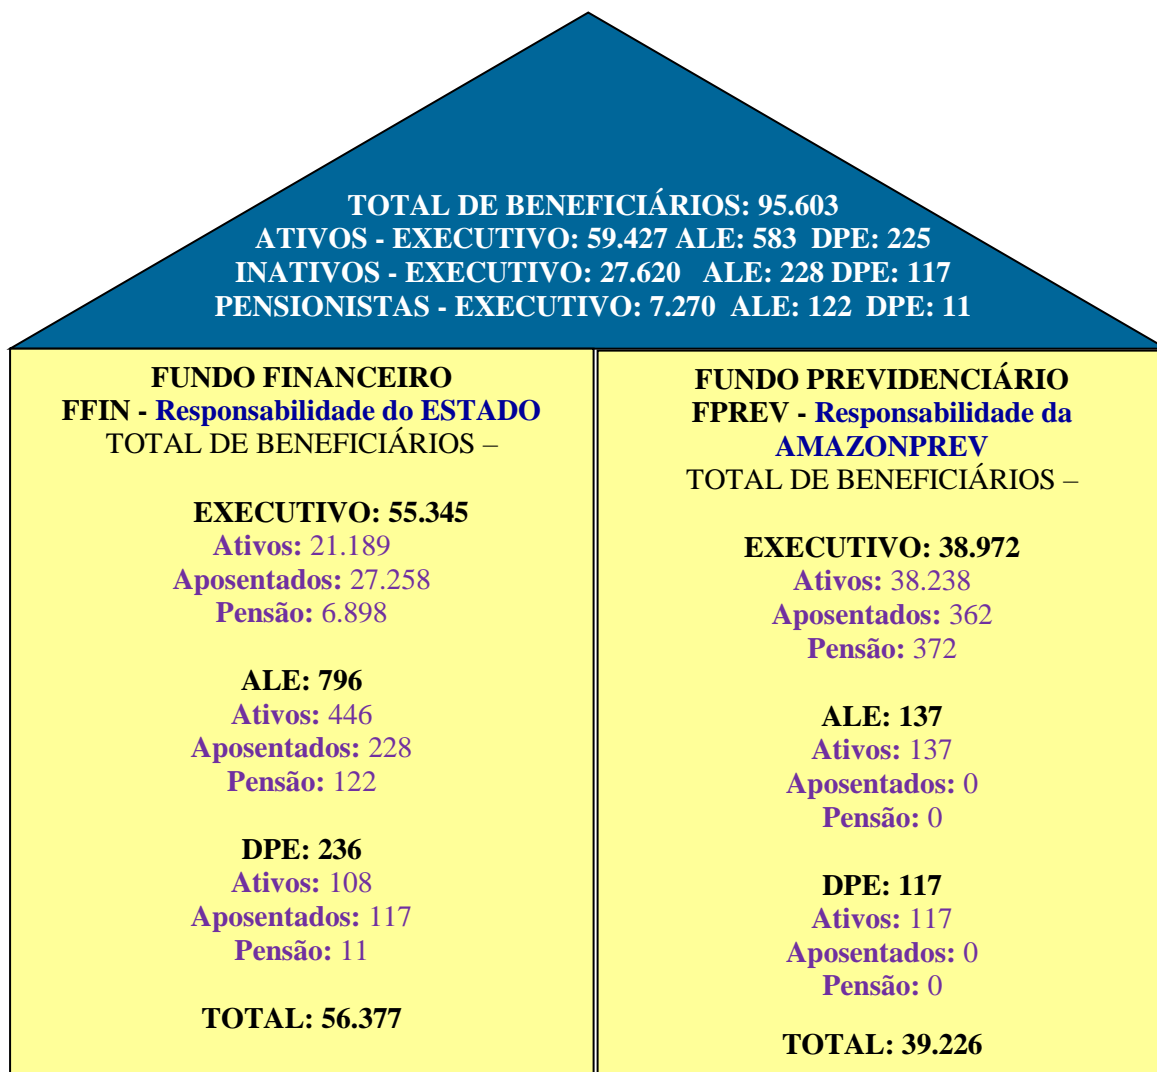 TOTAL DE BENEFICIÁRIOS: 95.603
ATIVOS - EXECUTIVO: 59.427 ALE: 583 DPE: 225
INATIVOS - EXECUTIVO: 27.620 ALE: 228 DPE: 117
PENSIONISTAS - EXECUTIVO: 7.270 ALE: 122 DPE: 11
FUNDO FINANCEIRO
FFIN - Responsabilidade do ESTADO
TOTAL DE BENEFICIÁRIOS –
EXECUTIVO: 55.345
Ativos: 21.189
Aposentados: 27.258
Pensão: 6.898
ALE: 796
Ativos: 446
Aposentados: 228
Pensão: 122
DPE: 236
Ativos: 108
Aposentados: 117
Pensão: 11
TOTAL: 56.377
FUNDO PREVIDENCIÁRIO
FPREV - Responsabilidade da
AMAZONPREV
TOTAL DE BENEFICIÁRIOS –
EXECUTIVO: 38.972
Ativos: 38.238
Aposentados: 362
Pensão: 372
ALE: 137
Ativos: 137
Aposentados: 0
Pensão: 0
DPE: 117
Ativos: 117
Aposentados: 0
Pensão: 0
TOTAL: 39.226